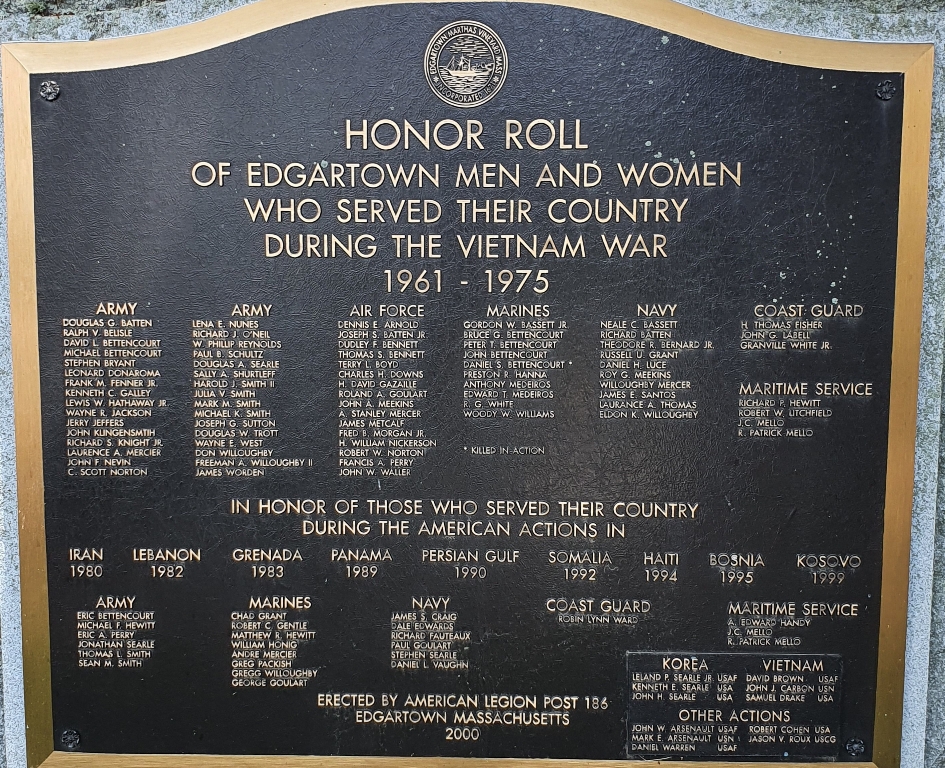 EDGARTOWN MARTHAS VINEYARD MASS
INCORPORATED
HONOR ROLL
OF EDGARTOWN MEN AND WOMEN
WHO SERVED THEIR COUNTRY
DURING THE VIETNAM WAR
1961 - 1975
ARMY
DOUGLAS G. BATTEN
RALPH V. BELISLE
DAVID L. BETTENCOURT
MICHAEL BETTENCOURT
STEPHEN BRYANT
LEONARD DONAROMA
FRANK M. FENNER JR.
KENNETH C. GALLEY
LEWIS W. HATHAWAY JR.
WAYNE R. JACKSON
JERRY JEFFERS
JOHN KLINGENSMITH
RICHARD S. KNIGHT JR.
LAURENCE A. MERCIER
JOHN F. NEVIN
C. SCOTT NORTON
ARMY
LENA E. NUNES
RICHARD J. O'NEIL
W. PHILLIP REYNOLDS
PAUL B. SCHULTZ
DOUGLAS A. SEARLE
SALLY A. SHURTLEFF
HAROLD J. SMITH II
JULIA V. SMITH
MARK M. SMITH
MICHAEL K. SMITH
JOSEPH G. SUTTON
DOUGLAS W. TROTT
WAYNE E. WEST
DON WILLOUGHBY
FREEMAN A. WILLOUGHBY II
JAMES WORDEN
AIR FORCE
DENNIS E. ARNOLD
JOSEPH S. BATTEN JR.
DUDLEY F. BENNETT
THOMAS S. BENNETT
TERRY L. BOYD
CHARLES H. DOWNS
H. DAVID GAZAILLE
ROLAND A. GOULART
JOHN A. MEEKINS
A. STANLEY MERCER
JAMES METCALF
FRED B. MORGAN JR.
H. WILLIAM NICKERSON
ROBERT W. NORTON
FRANCIS A. PERRY
JOHN W. WALLER
MARINES
GORDON W. BASSETT JR.
BRUCE G. BETTENCOURT
PETER T. BETTENCOURT
JOHN BETTENCOURT
DANIEL S. BETTENCOURT *
PRESTON R. HANNA
ANTHONY MEDEIROS
EDWARD T. MEDEIROS
R. G. WHITE
WOODY W. WILLIAMS
* KILLED IN ACTION
NAVY
NEALE C. BASSETT
RICHARD BATTEN
THEODORE R. BERNARD JR.
RUSSELL U. GRANT
DANIEL H. LUCE
ROY G. MEEKINS
WILLOUGHBY MERCER
JAMES E. SANTOS
LAURANCE A. THOMAS
ELDON K. WILLOUGHBY
COAST GUARD
H. THOMAS FISHER
JOHN G. LABELL
GRANVILLE WHITE JR.
MARITIME SERVICE
RICHARD F. HEWITT
ROBERT W. LITCHFIELD
J.C. MELLO
R. PATRICK MELLO
IN HONOR OF THOSE WHO SERVED THEIR COUNTRY
DURING THE AMERICAN ACTIONS IN
IRAN LEBANON GRENADA PANAMA PERSIAN GULF SOMALIA HAITI BOSNIA KOSOVO
1980 1982 1983 1989 1990 1992 1994 1995 1999
ARMY
ERIC BETTENCOURT
MICHAEL F. HEWITT
ERIC A. PERRY
JONATHAN SEARLE
THOMAS L. SMITH
SEAN M. SMITH
MARINES
CHAD GRANT
ROBERT C. GENTLE
MATTHEW R. HEWITT
WILLIAM HONIG
ANDRE MERCIER
GREG PACKISH
GREGG WILLOUGHBY
GEORGE GOULART
NAVY
JAMES S. CRAIG
DALE EDWARDS
RICHARD FAUTEAUX
PAUL GOULART
STEPHEN SEARLE
DANIEL L. VAUGHN
COAST GUARD
ROBIN LYNN WARD
MARITIME SERVICE
A. EDWARD HANDY
J.C. MELLO
R. PATRICK MELLO
KOREA
LELAND P. SEARLE JR. USAF
KENNETH E. SEARLE USA
JOHN H. SEARLE USA
VIETNAM
DAVID BROWN USAF
JOHN J. CARBON USN
SAMUEL DRAKE USA
OTHER ACTIONS
JOHN W. ARSENAULT USAF ROBERT COHEN USA
MARK E. ARSENAULT USN JASON V. ROUX USCG
DANIEL WARREN USAF
ERECTED BY AMERICAN LEGION POST 186
EDGARTOWN MASSACHUSETTS
2000